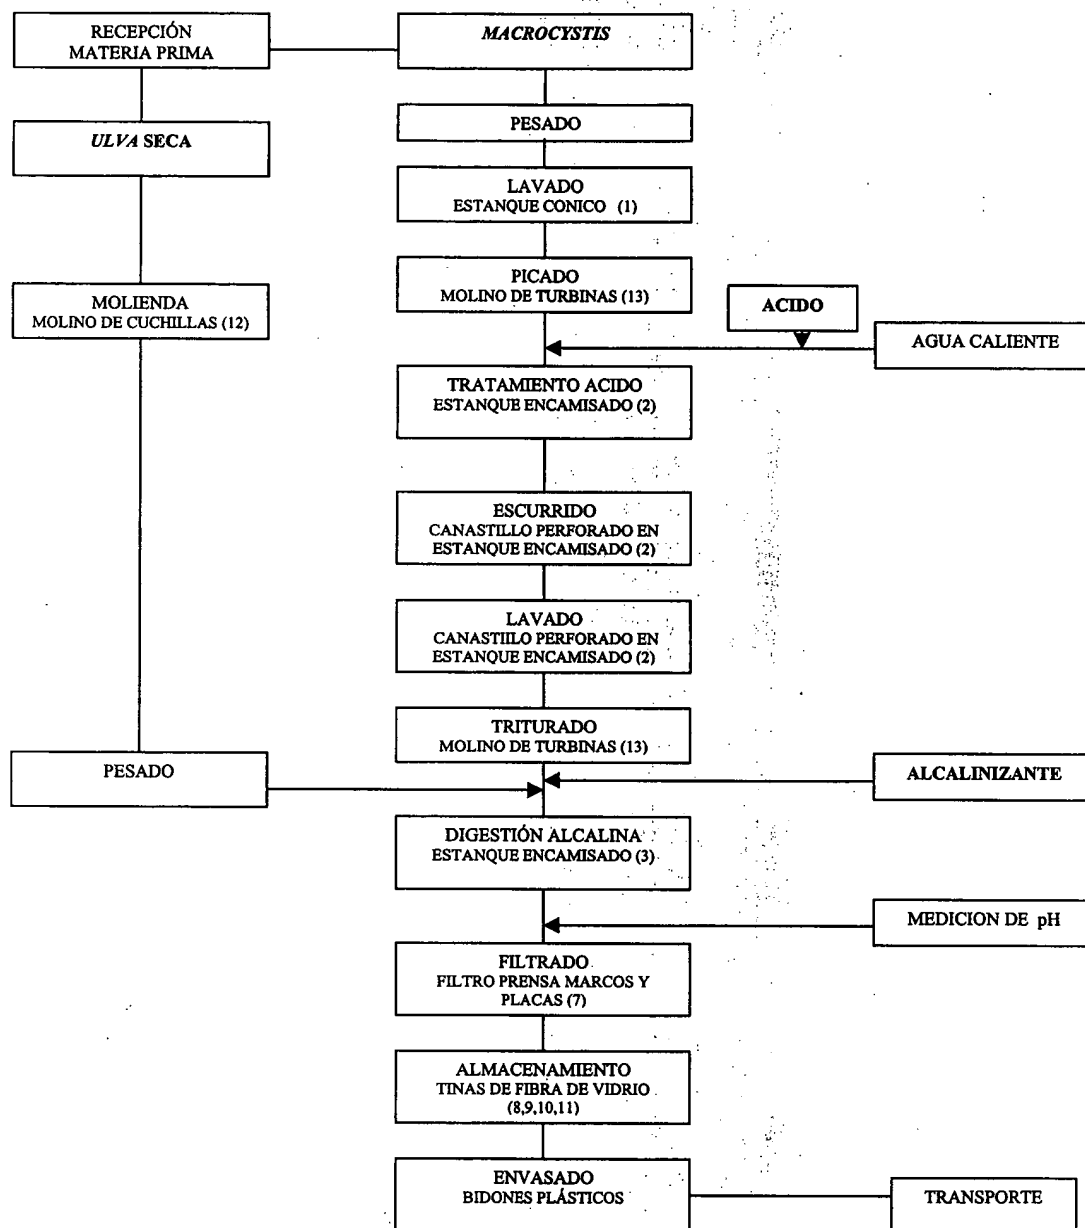 RECEPCIÓN
MATERIA PRIMA
MACROCYSTIS
PESADO
ULVA SECA
LAVADO
ESTANQUE CONICO (1)
PICADO
MOLINO DE TURBINAS (13)
MOLIENDA
MOLINO DE CUCHILLAS (12)
ACIDO
AGUA CALIENTE
TRATAMIENTO ACIDO
ESTANQUE ENCAMISADO (2)
ESCURRIDO
CANASTILLO PERFORADO EN
ESTANQUE ENCAMISADO (2)
LAVADO
CANASTIILO PERFORADO EN
ESTANQUE ENCAMISADO (2)
TRITURADO
MOLINO DE TURBINAS (13)
PESADO
ALCALINIZANTE
DIGESTIÓN ALCALINA
ESTANQUE ENCAMISADO (3)
MEDICION DE pH
FILTRADO
FILTRO PRENSA MARCOS Y
PLACAS (7)
ALMACENAMIENTO
TINAS DE FIBRA DE VIDRIO
(8,9,10,11)
ENVASADO
BIDONES PLÁSTICOS
TRANSPORTE